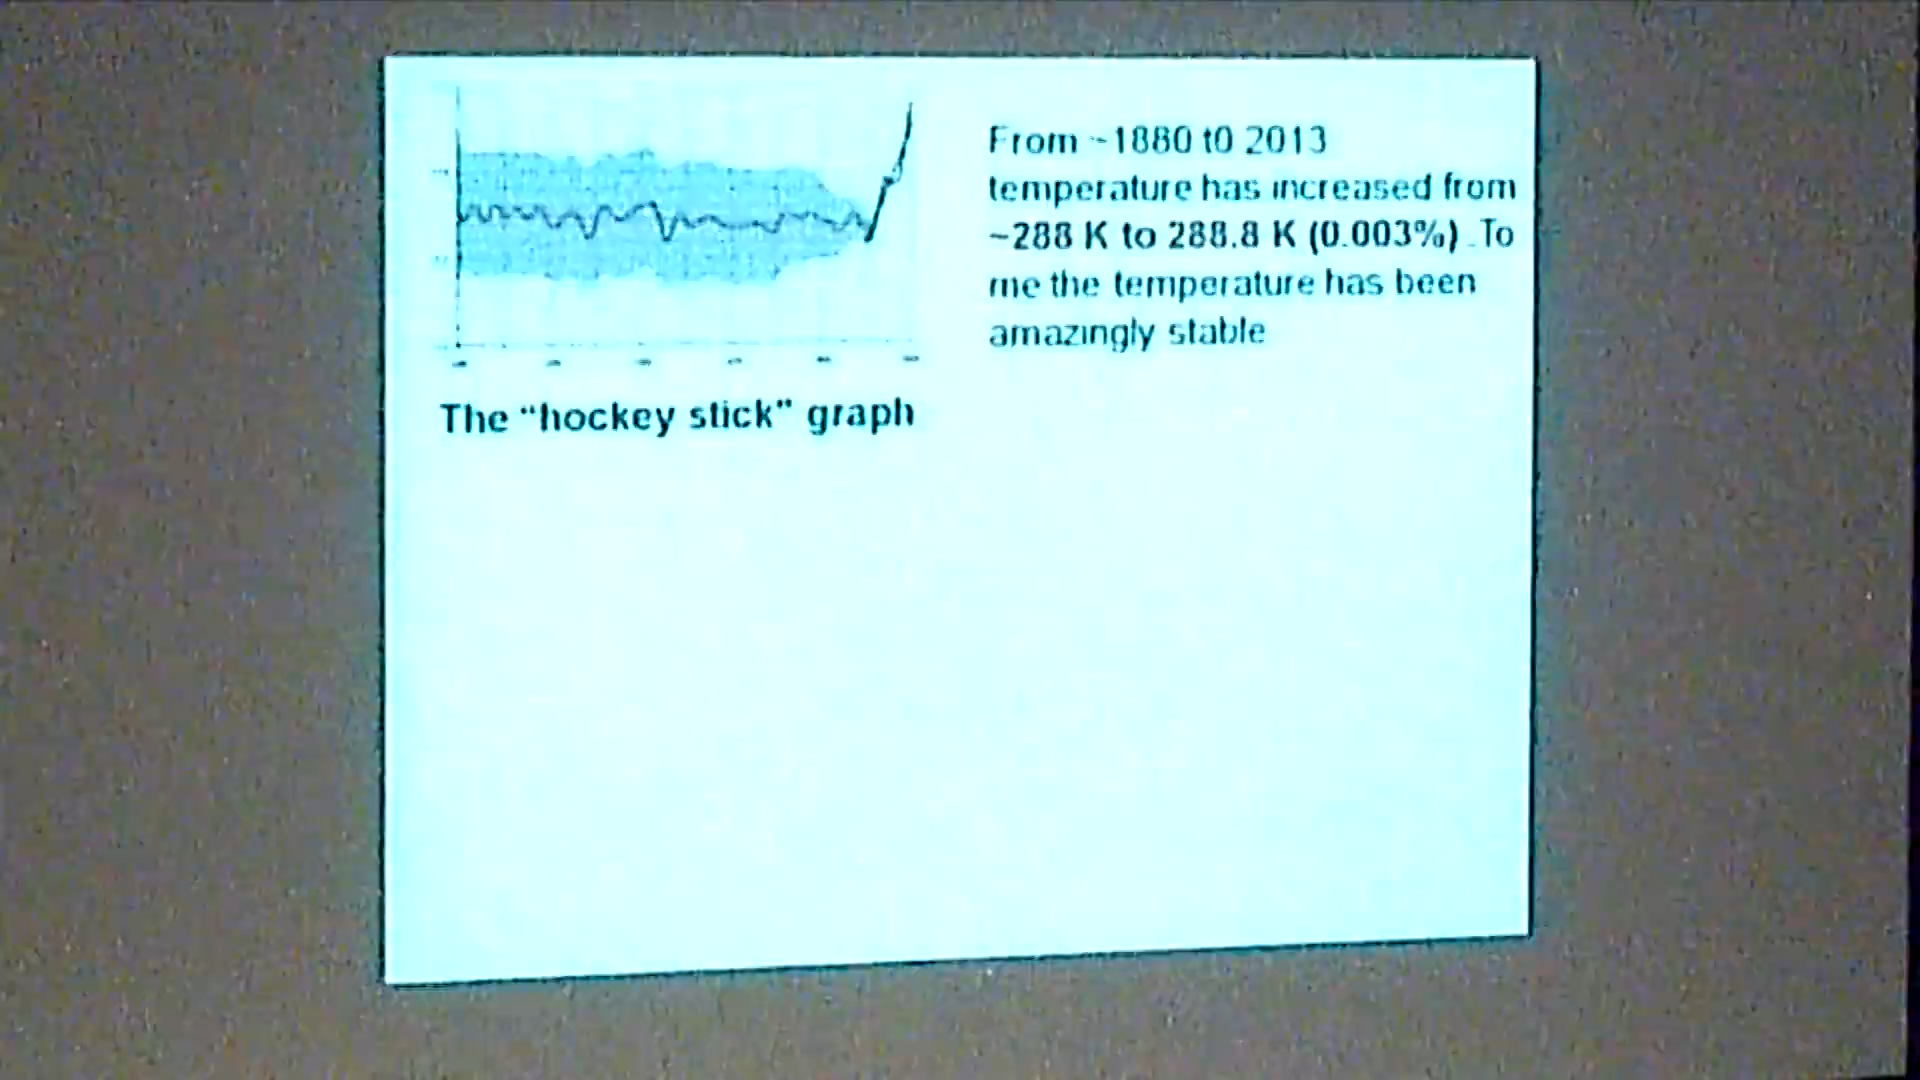 From ~1880 t0 2013
temperature has increased from
~288 K to 288.8 K (0.003%) .To
me the temperature has been
amazingly stable
The “hockey stick” graph